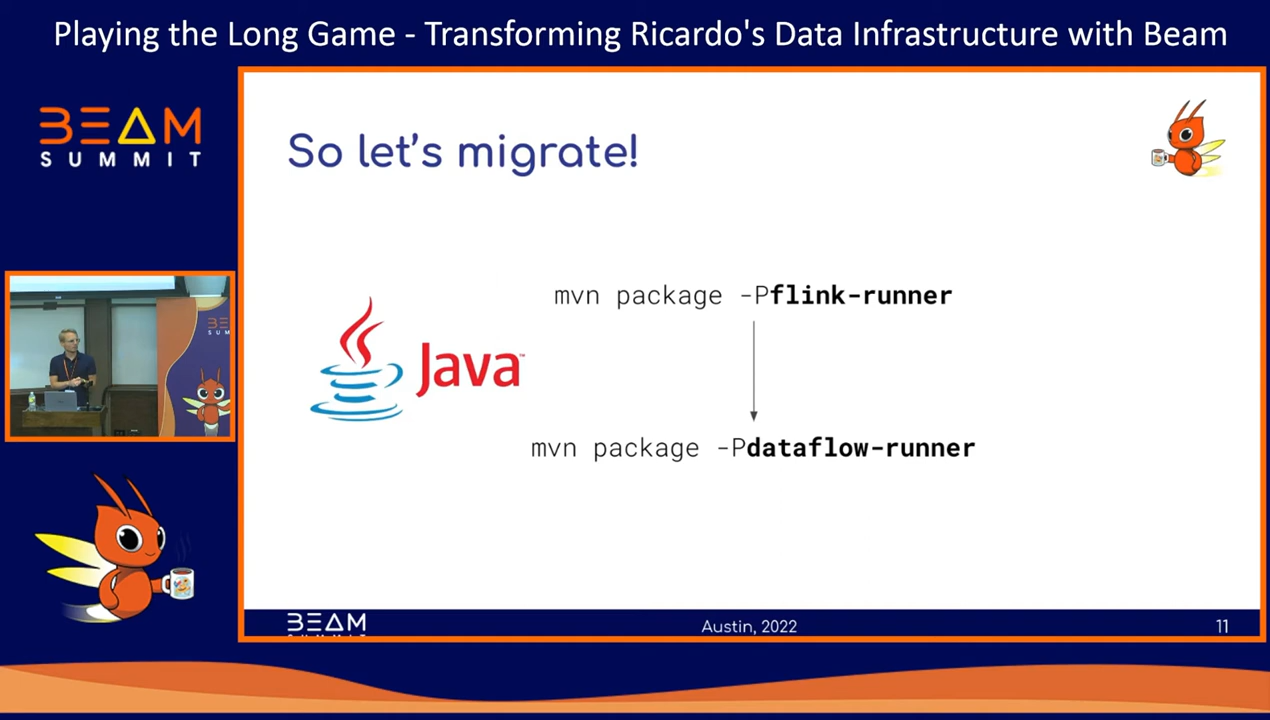 Playing the Long Game - Transforming Ricardo's Data Infrastructure with Beam
BEAM
SUMMIT
So let's migrate!
mvn package -Pflink-runner
Java™
mvn package -Pdataflow-runner
BEAM
Austin, 2022
11